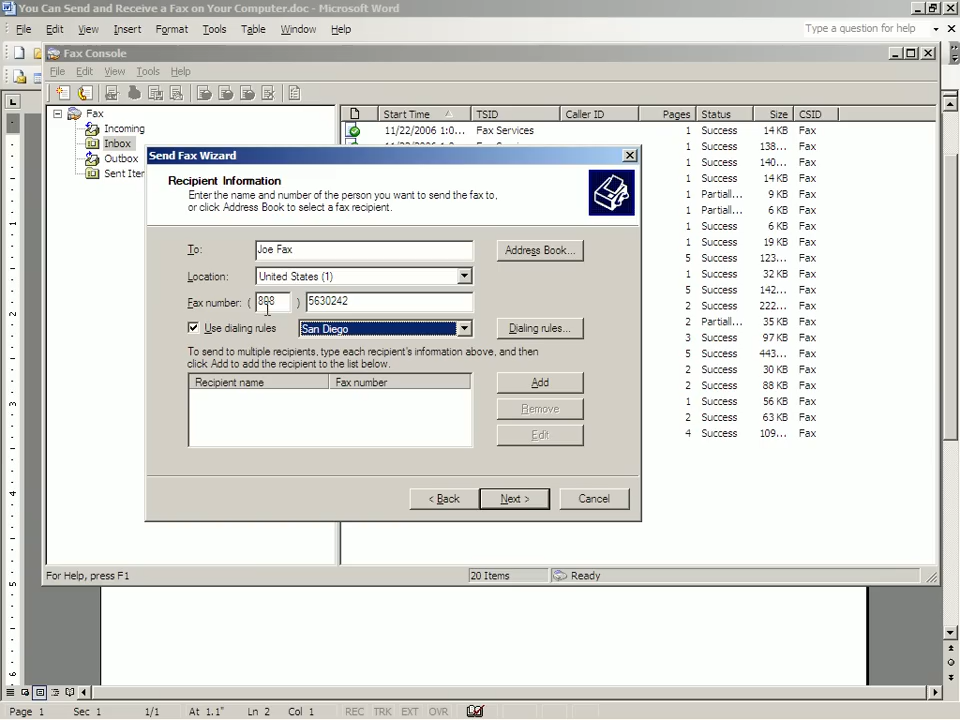 You Can Send and Receive a Fax on Your Computer.doc - Microsoft Word
File Edit View Insert Format Tools Table Window Help Type a question for help
Fax Console
File Edit View Tools Help
Fax
Incoming
Inbox
Outbox
Sent Iter
Start Time TSID Caller ID Pages Status Size CSID
11/22/2006 1:0... Fax Services 1 Success 14 KB Fax
1 Success 138... Fax
1 Success 140... Fax
1 Success 14 KB Fax
1 Partiall... 9 KB Fax
1 Partiall... 6 KB Fax
1 Success 6 KB Fax
1 Success 19 KB Fax
5 Success 123... Fax
1 Success 32 KB Fax
5 Success 142... Fax
2 Success 222... Fax
2 Partiall... 35 KB Fax
3 Success 97 KB Fax
5 Success 443... Fax
2 Success 30 KB Fax
2 Success 88 KB Fax
1 Success 56 KB Fax
2 Success 63 KB Fax
4 Success 109... Fax
Send Fax Wizard
Recipient Information
Enter the name and number of the person you want to send the fax to,
or click Address Book to select a fax recipient.
To: Joe Fax Address Book...
Location: United States (1)
Fax number: ( 888 ) 5630242
Use dialing rules San Diego Dialing rules...
To send to multiple recipients, type each recipient's information above, and then
click Add to add the recipient to the list below.
Recipient name Fax number
Add
Remove
Edit
< Back Next > Cancel
For Help, press F1 20 Items Ready
Page 1 Sec 1 1/1 At 1.1" Ln 2 Col 1 REC TRK EXT OVR